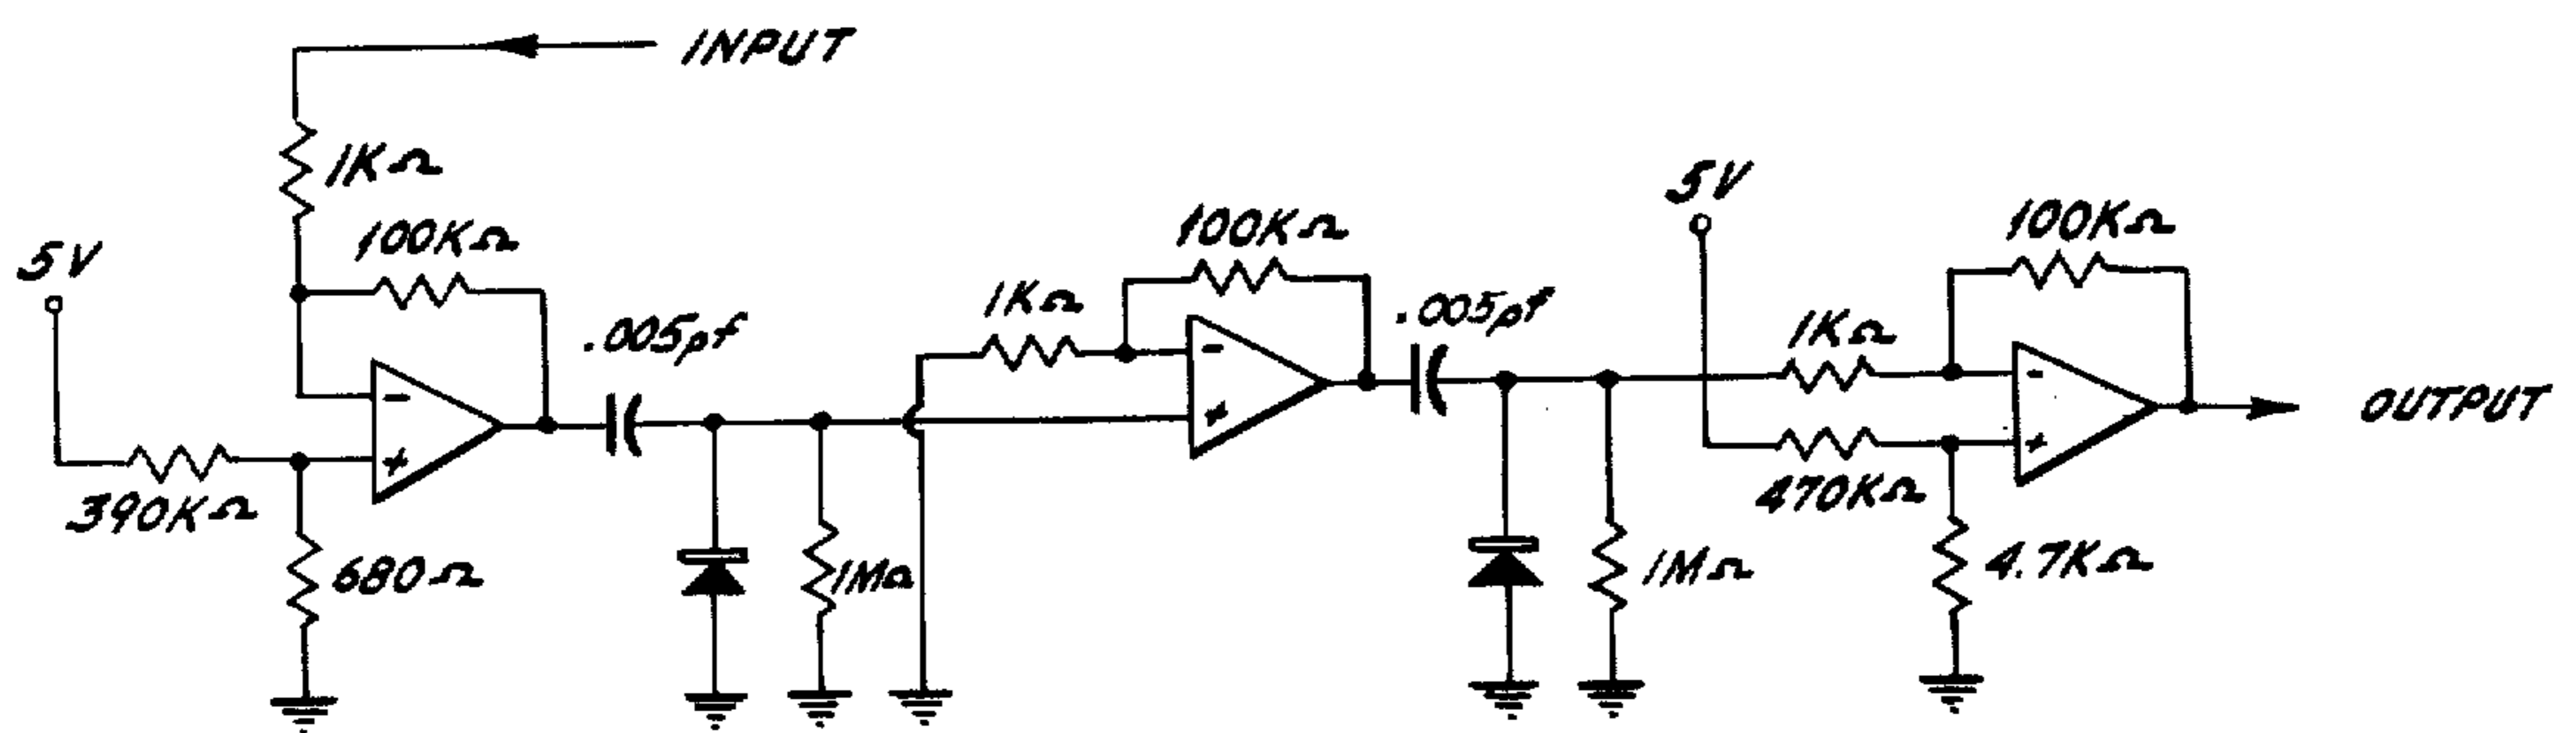 INPUT
1KΩ
100KΩ
5V
.005pf
-
+
390KΩ
680Ω
1MΩ
1KΩ
100KΩ
.005pf
-
+
1MΩ
5V
100KΩ
1KΩ
-
+
470KΩ
4.7KΩ
OUTPUT